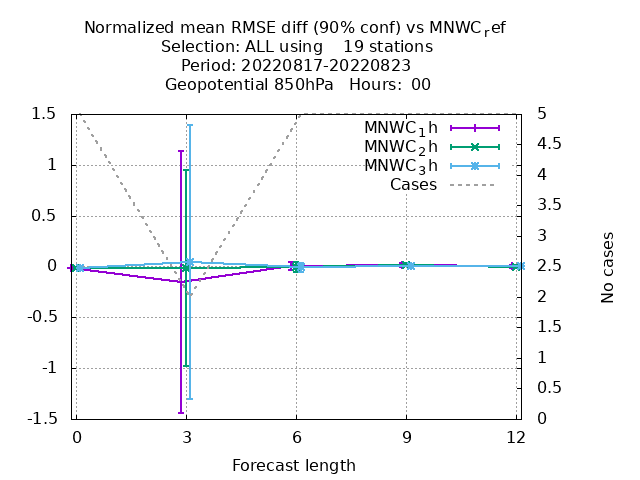 Normalized mean RMSE diff (90% conf) vs MNWC_ref
Selection: ALL using 19 stations
Period: 20220817-20220823
Geopotential 850hPa Hours: 00
1.5
1
0.5
0
-0.5
-1
-1.5
5
4.5
4
3.5
3
2.5
2
1.5
1
0.5
0
MNWC_1h
MNWC_2h
MNWC_3h
Cases
No cases
0 3 6 9 12
Forecast length